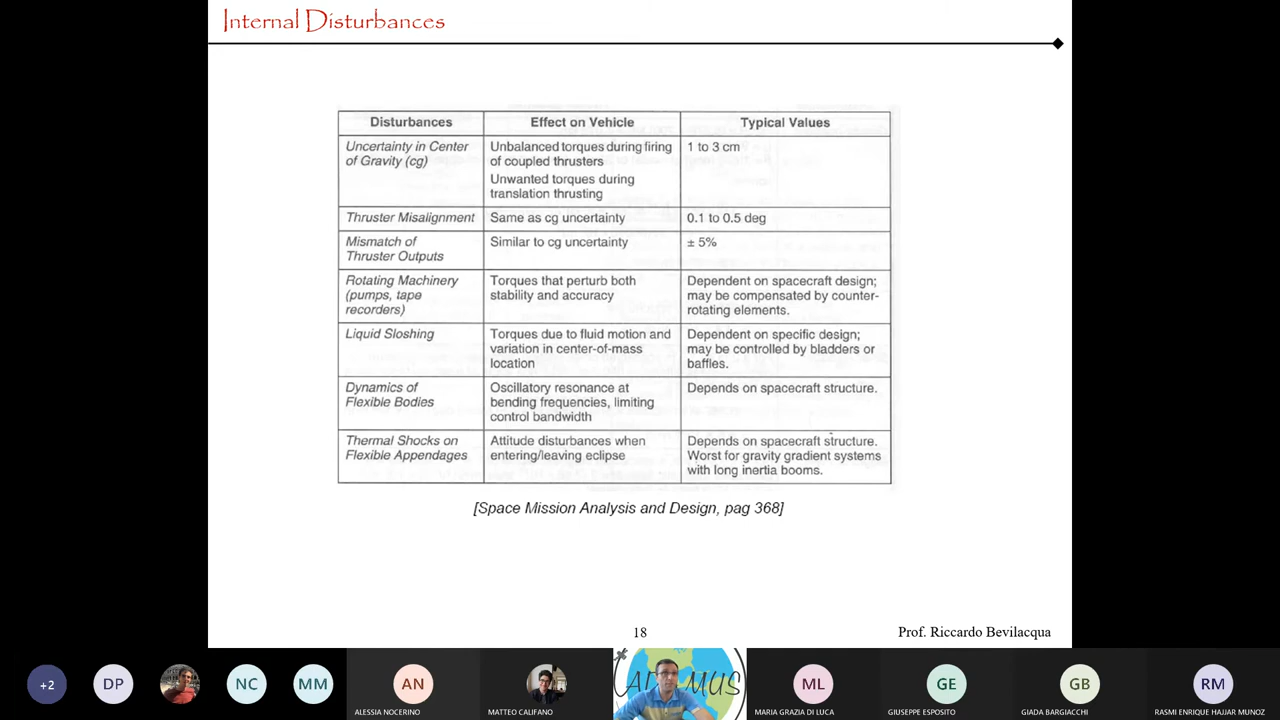 Internal Disturbances
Disturbances
Effect on Vehicle
Typical Values
Uncertainty in Center
of Gravity (cg)
Unbalanced torques during firing
of coupled thrusters
Unwanted torques during
translation thrusting
1 to 3 cm
Thruster Misalignment
Same as cg uncertainty
0.1 to 0.5 deg
Mismatch of
Thruster Outputs
Similar to cg uncertainty
± 5%
Rotating Machinery
(pumps, tape
recorders)
Torques that perturb both
stability and accuracy
Dependent on spacecraft design;
may be compensated by counter-
rotating elements.
Liquid Sloshing
Torques due to fluid motion and
variation in center-of-mass
location
Dependent on specific design;
may be controlled by bladders or
baffles.
Dynamics of
Flexible Bodies
Oscillatory resonance at
bending frequencies, limiting
control bandwidth
Depends on spacecraft structure.
Thermal Shocks on
Flexible Appendages
Attitude disturbances when
entering/leaving eclipse
Depends on spacecraft structure.
Worst for gravity gradient systems
with long inertia booms.
[Space Mission Analysis and Design, pag 368]
18
Prof. Riccardo Bevilacqua
+2
DP
NC
MM
AN
ALESSIA NOCERINO
MATTEO CALIFANO
ML
MARIA GRAZIA DI LUCA
GE
GIUSEPPE ESPOSITO
GB
GIADA BARGIACCHI
RM
RASMI ENRIQUE HAJJAR MUNOZ